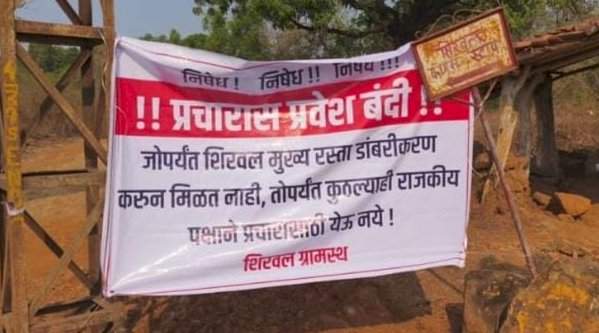 निषेध ! निषेध !! निषेध !!!
!! प्रचारास प्रवेश बंदी !!
जोपर्यंत शिरवल मुख्य रस्ता डांबरीकरण
करुन मिळत नाही, तोपर्यंत कुठल्याही राजकीय
पक्षाने प्रचारासाठी येऊ नये !
शिरवल ग्रामस्थ